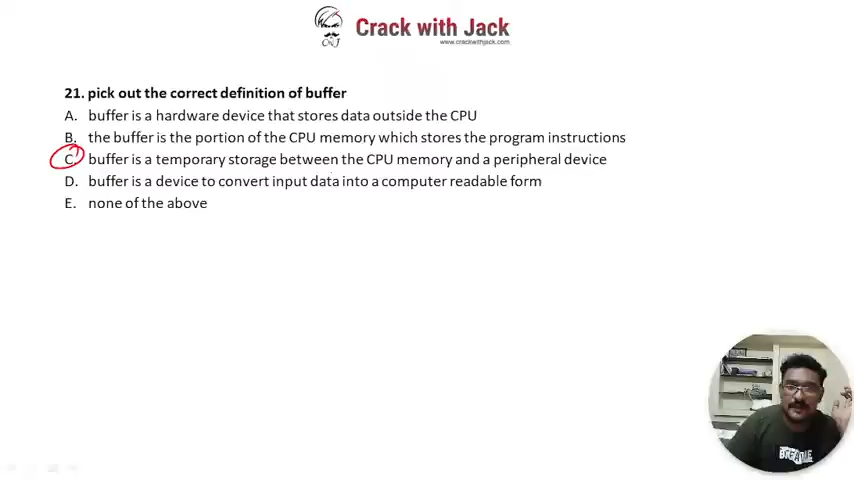 Crack with Jack
CWJ
www.crackwithjack.com
21. pick out the correct definition of buffer
A. buffer is a hardware device that stores data outside the CPU
B. the buffer is the portion of the CPU memory which stores the program instructions
C. buffer is a temporary storage between the CPU memory and a peripheral device
D. buffer is a device to convert input data into a computer readable form
E. none of the above
BREATHE